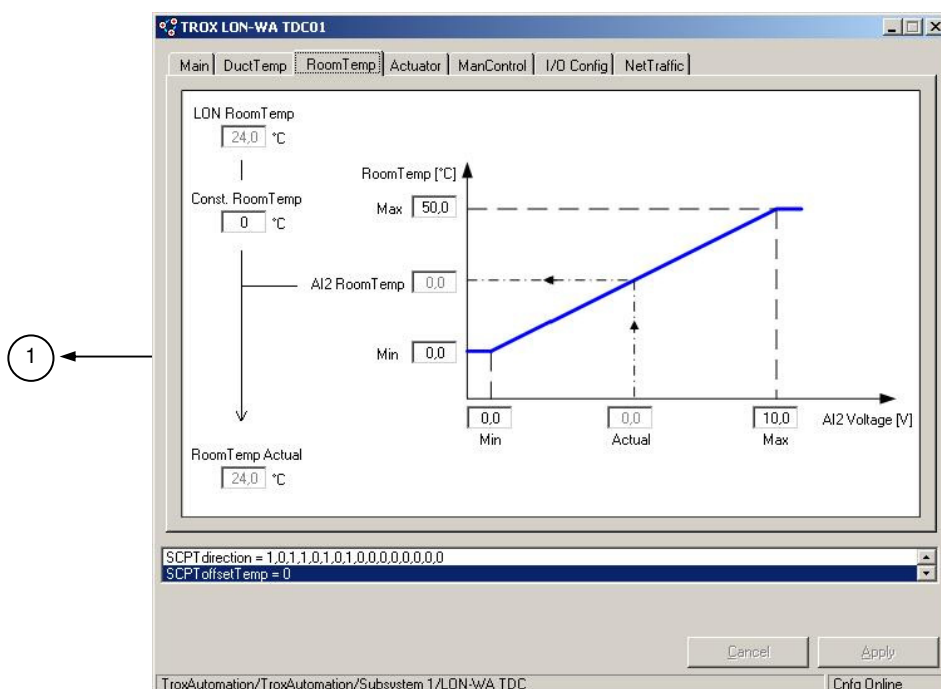 TROX LON-WA TDC01
Main DuctTemp RoomTemp Actuator ManControl I/O Config NetTraffic
LON RoomTemp
24,0 °C
RoomTemp [°C]
Const. RoomTemp
Max 50,0
0 °C
AI2 RoomTemp 0,0
1
Min 0,0
0,0 0,0 10,0 AI2 Voltage [V]
Min Actual Max
RoomTemp Actual
24,0 °C
SCPTdirection = 1,0,1,1,0,1,0,1,0,0,0,0,0,0,0,0
SCPToffsetTemp = 0
Cancel Apply
TroxAutomation/TroxAutomation/Subsystem 1/LON-WA TDC Cnfg Online